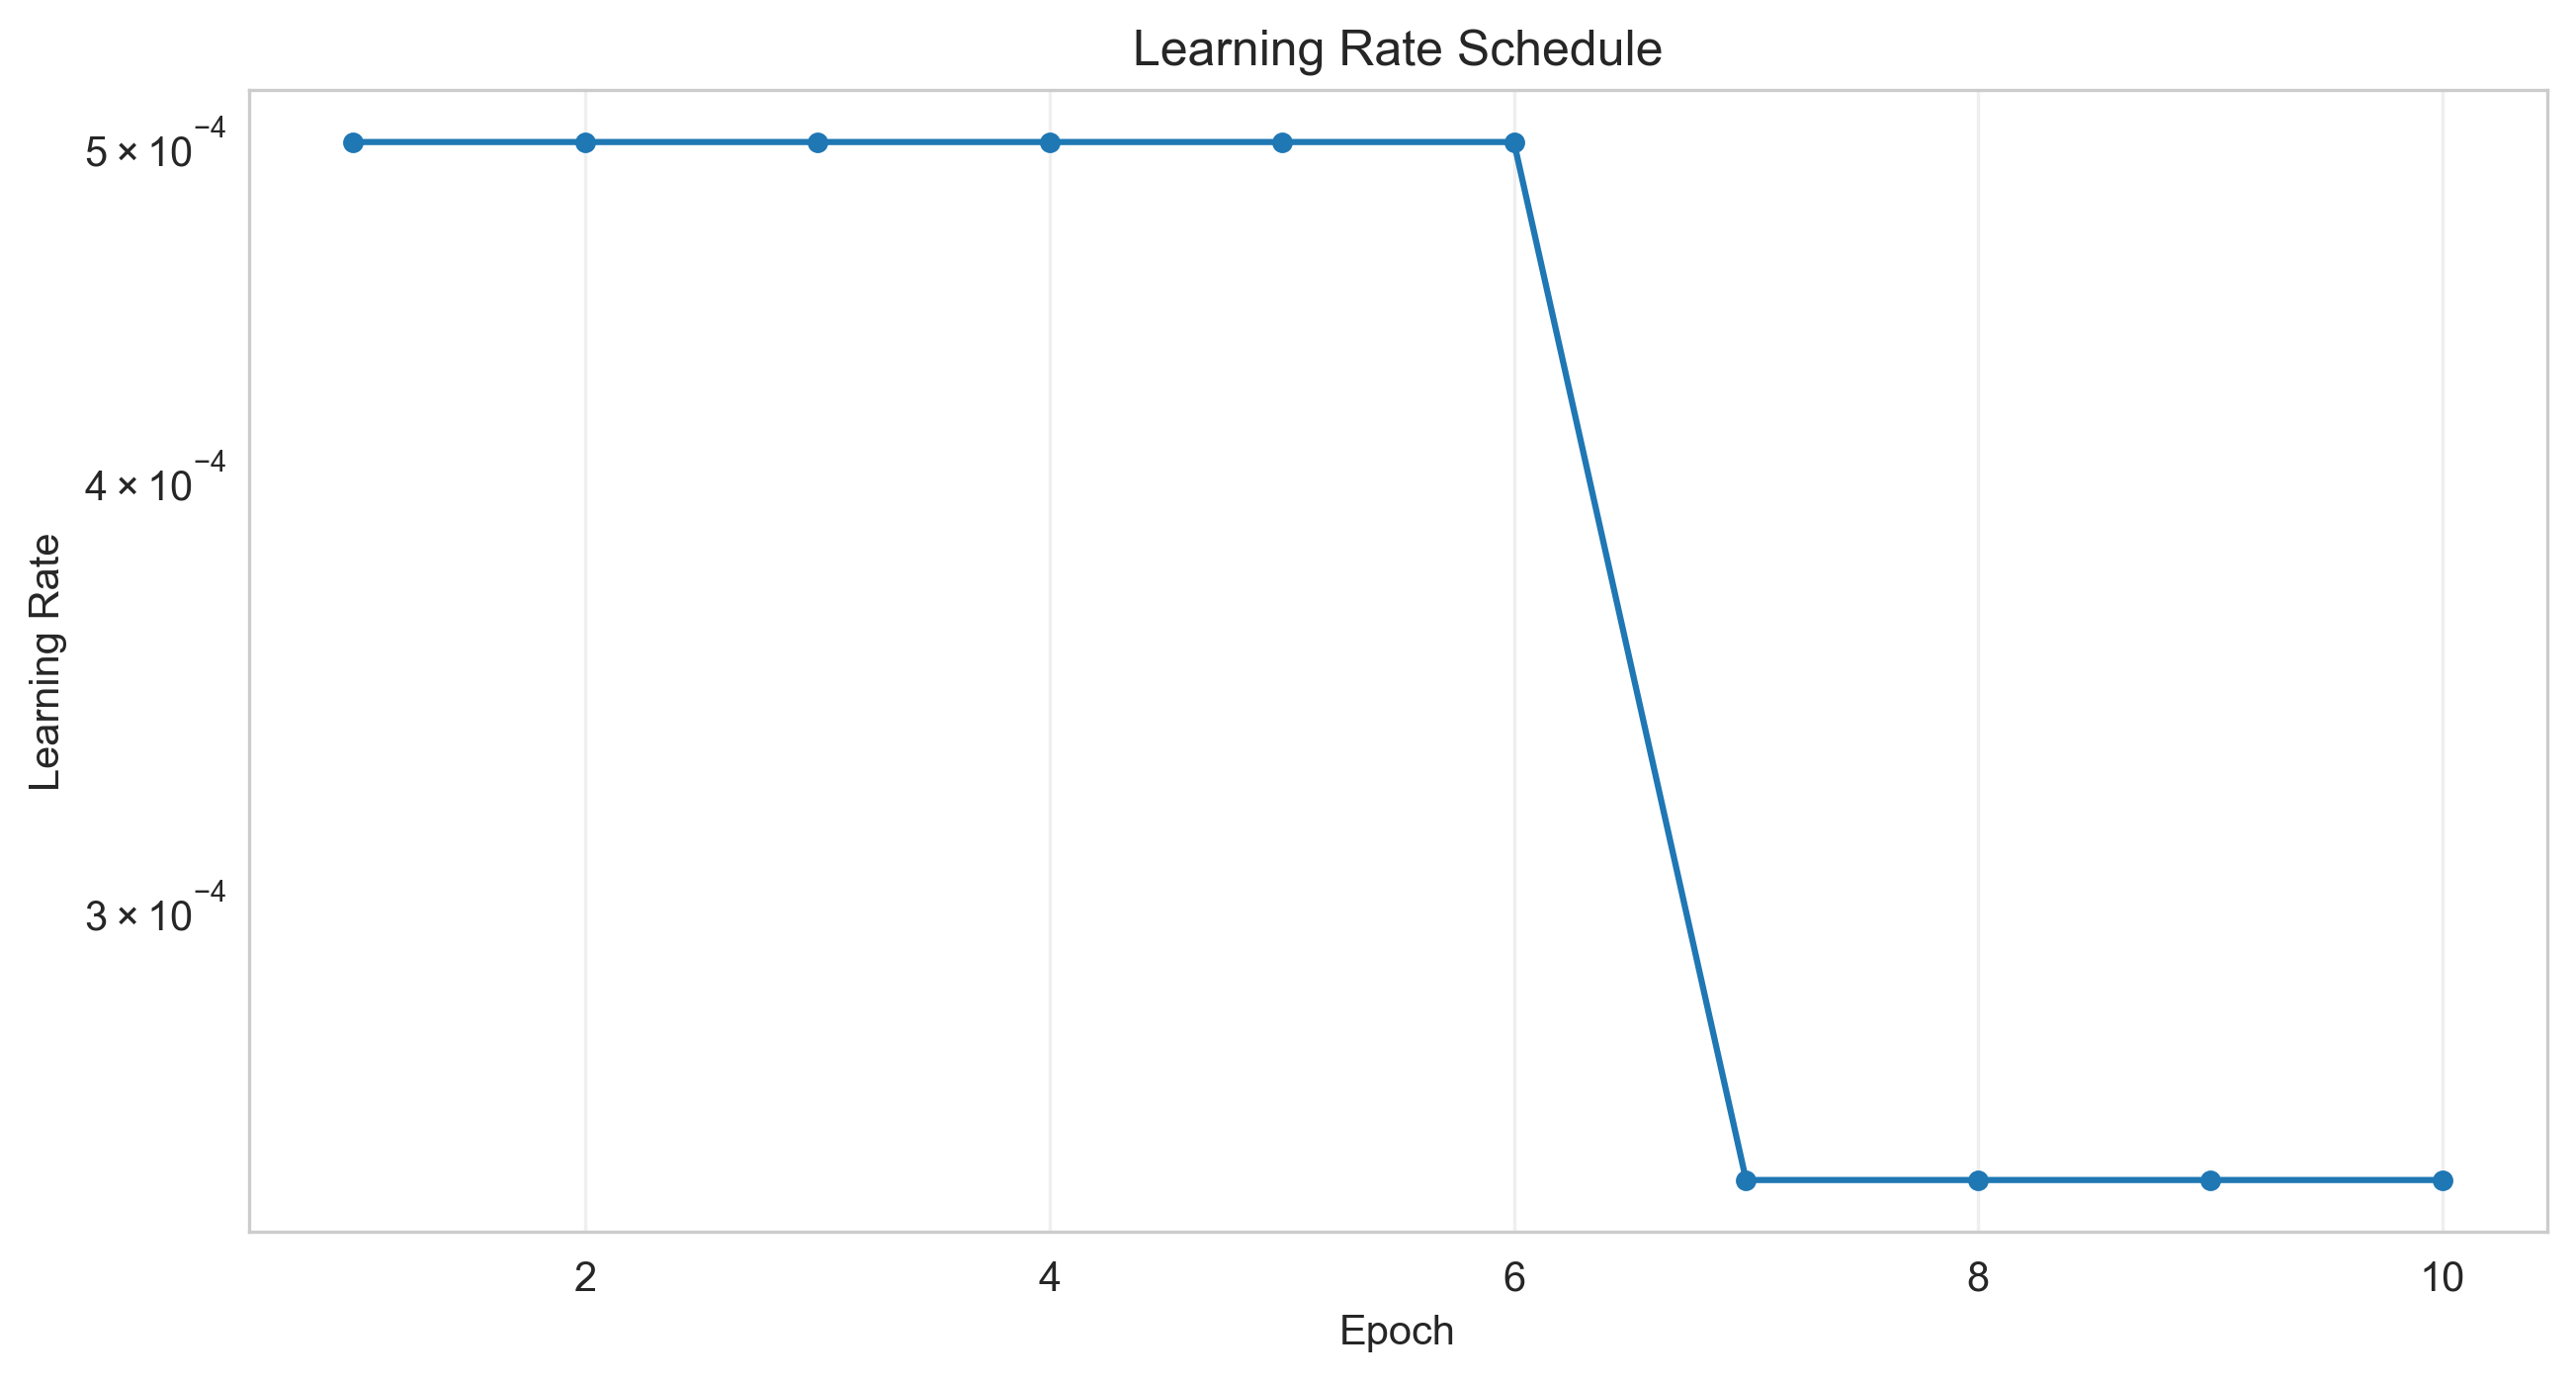 Learning Rate Schedule
5 × 10⁻⁴
4 × 10⁻⁴
3 × 10⁻⁴
Learning Rate
2 4 6 8 10
Epoch